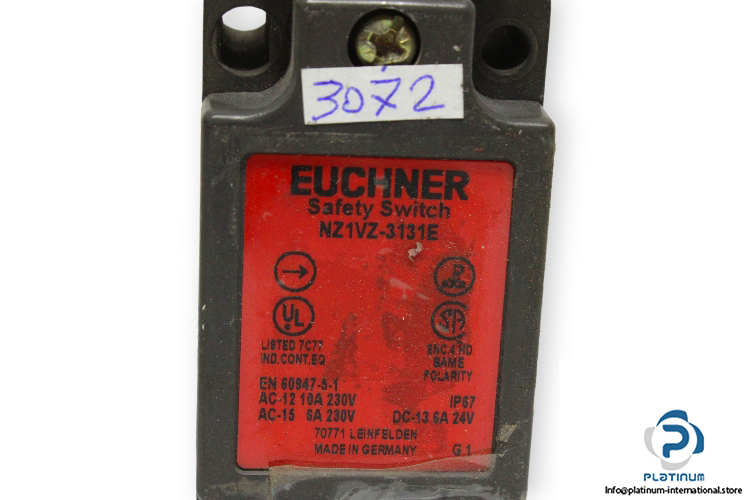 3072
EUCHNER
Safety Switch
NZ1VZ-3131E
UL
LISTED 7C77
IND.CONT.EQ
ENC.4 IND
SAME
POLARITY
EN 60947-5-1
AC-12 10A 230V
IP67
AC-15 6A 230V
DC-13 6A 24V
70771 LEINFELDEN
MADE IN GERMANY
G.1
PLATINUM
Info@platinum-international.store